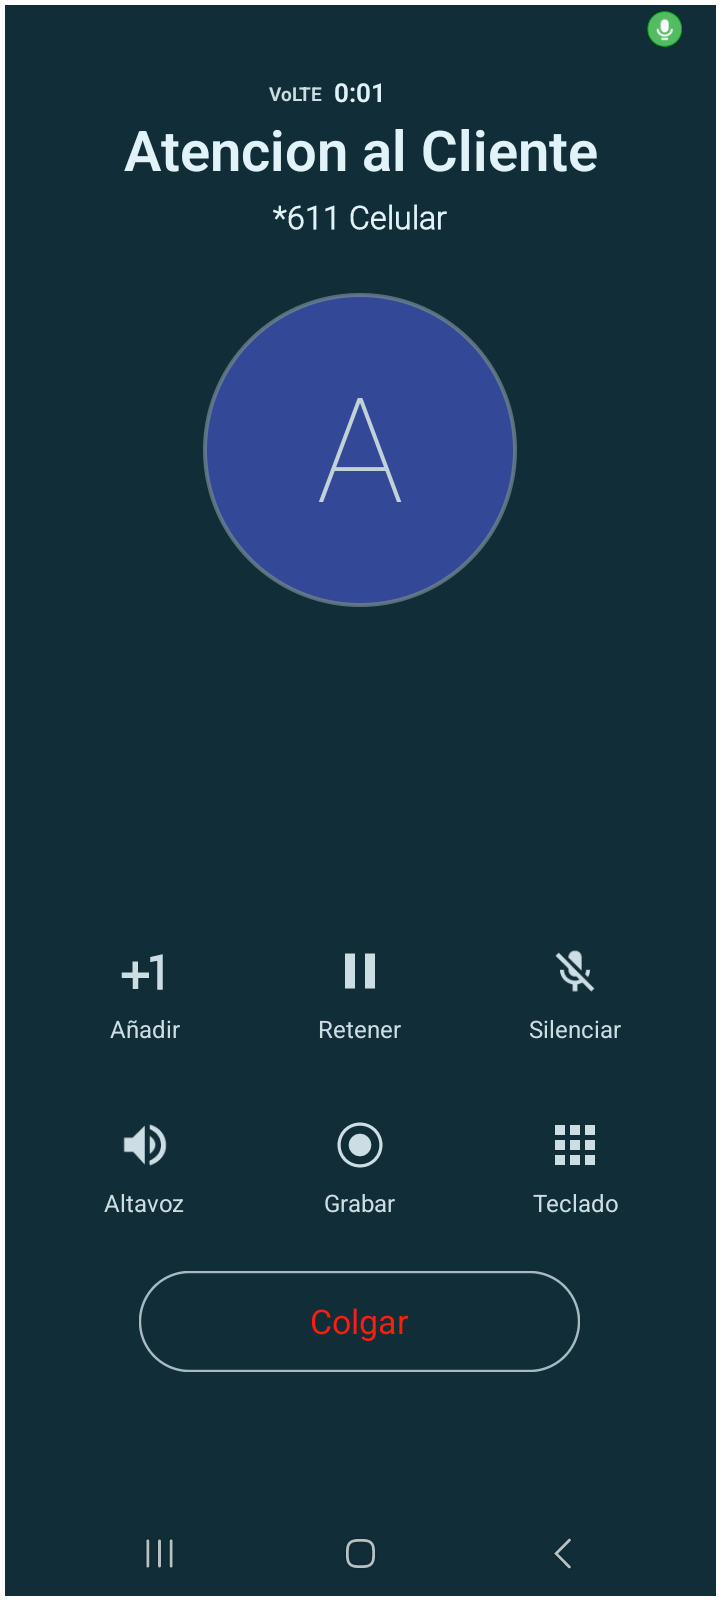 VoLTE 0:01
Atencion al Cliente
*611 Celular
A
+1
Añadir Retener Silenciar
Altavoz Grabar Teclado
Colgar